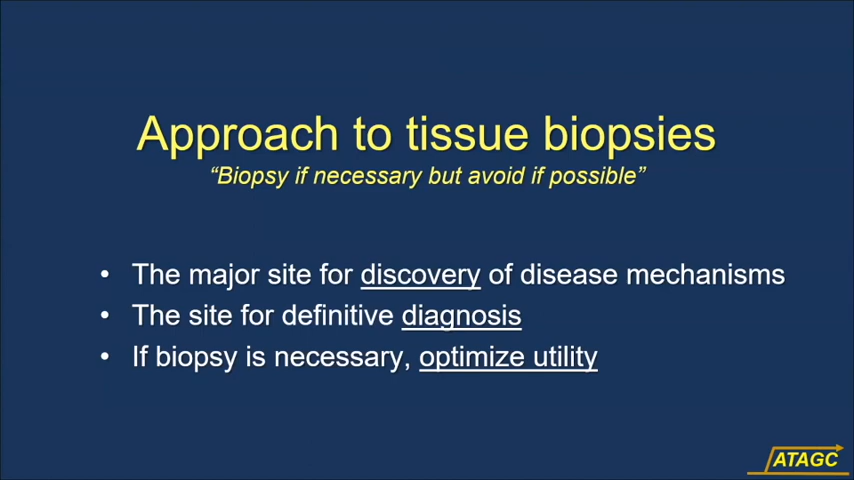 Approach to tissue biopsies
“Biopsy if necessary but avoid if possible”
• The major site for discovery of disease mechanisms
• The site for definitive diagnosis
• If biopsy is necessary, optimize utility
ATAGC